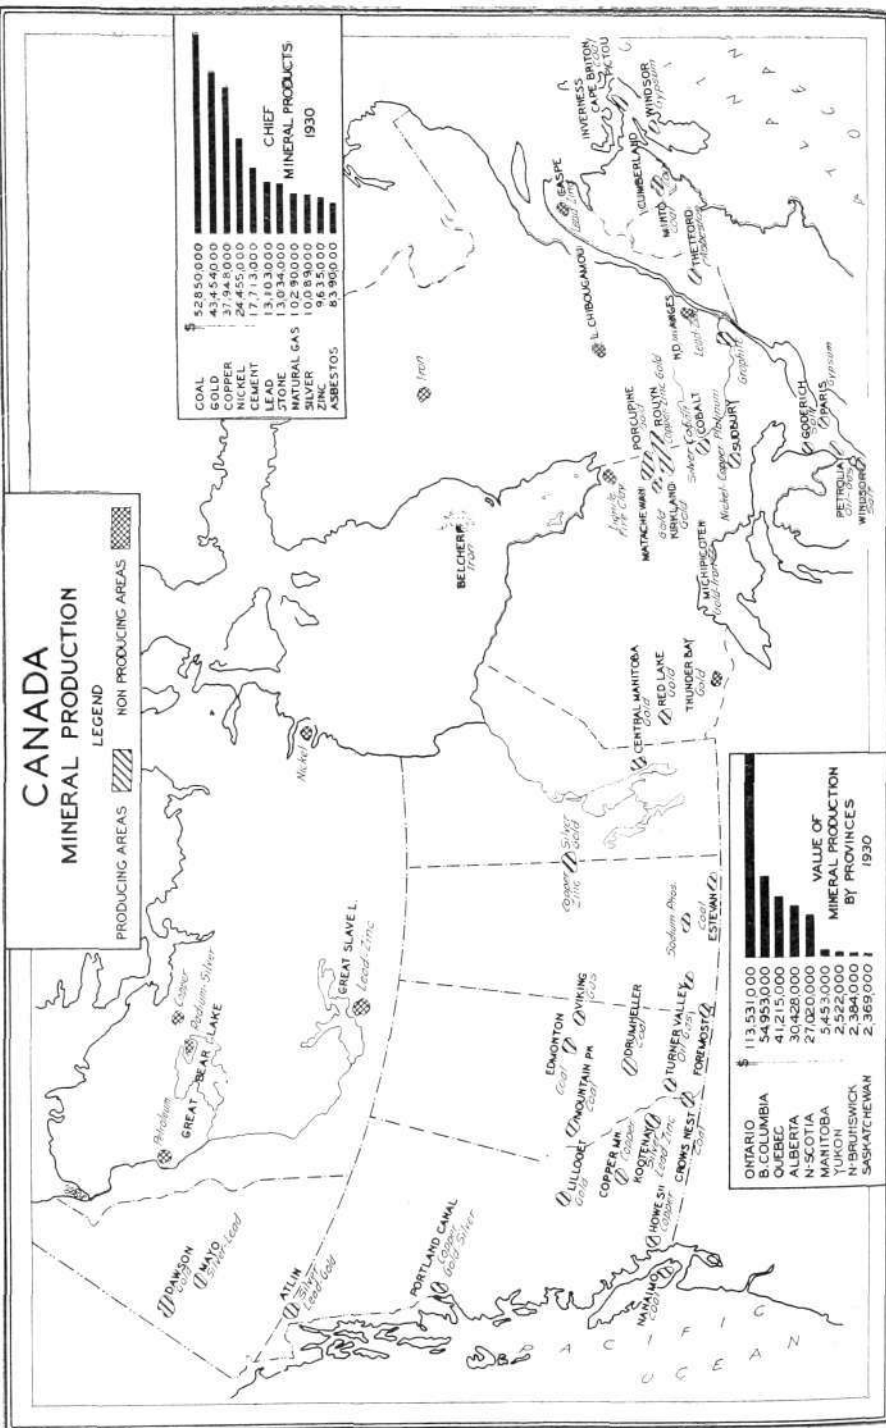 CANADA
MINERAL PRODUCTION
LEGEND
PRODUCING AREAS
NON PRODUCING AREAS
$
COAL 52850,000
GOLD 43,454,000
COPPER 37,948,000
NICKEL 24,455,000
CEMENT 17,713,000
LEAD 13,103,000
STONE 13,034,000
NATURAL GAS 10,290,000
SILVER 10,089,000
ZINC 9,635,000
ASBESTOS 8390,000
CHIEF
MINERAL PRODUCTS
1930
Petroleum
Copper
GREAT BEAR LAKE
GREAT SLAVE L.
Lead-Zinc
Nickel
DAWSON
Gold
MAYO
Silver-Lead
ATLIN
Silver
Lead-Gold
PORTLAND CANAL
Copper
Gold-Silver
BELCHER
Iron
Iron
LILLOOET
Gold
EDMONTON
Coal
MOUNTAIN PK
Coal
VIKING
Gas
COPPER MN.
Copper
KOOTENAY
Silver
Lead Zinc
HOWE S
Copper
NANAIMO
Coal
CROWS NEST
Coal
DRUMHELLER
Coal
TURNER VALLEY
Oil Gas
FOREMOST
Copper
Zinc
Silver
Gold
Sodium Phos.
Coal
ESTEVAN
CENTRAL MANITOBA
Gold
RED LAKE
Gold
THUNDER BAY
Gold
Lignite
Fire Clay
PORCUPINE
Gold
MATACHEWAN
Gold
KIRKLAND
Gold
ROUYN
Copper-Zinc Gold
Silver Cobalt
COBALT
Nickel-Copper Platinum
SUDBURY
MICHIPICOTEN
Gold-Iron
L. CHIBOUGAMOU
GASPE
Lead Zinc
N.D. DES ANGES
Lead-Zinc
Graphite
THETFORD
Asbestos
MINTO
Coal
CUMBERLAND
Coal
INVERNESS
CAPE BRITON
Coal
PICTOU
WINDSOR
Gypsum
GODERICH
Salt
PARIS
Gypsum
PETROLIA
Oil-Gas
WINDSOR
Salt
PACIFIC
OCEAN
$
ONTARIO 113,531,000
B. COLUMBIA 54,953,000
QUEBEC 41,215,000
ALBERTA 30,428,000
N-SCOTIA 27,020,000
MANITOBA 5,453,000
YUKON 2,522,000
N-BRUNSWICK 2,384,000
SASKATCHEWAN 2,369,000
VALUE OF
MINERAL PRODUCTION
BY PROVINCES
1930